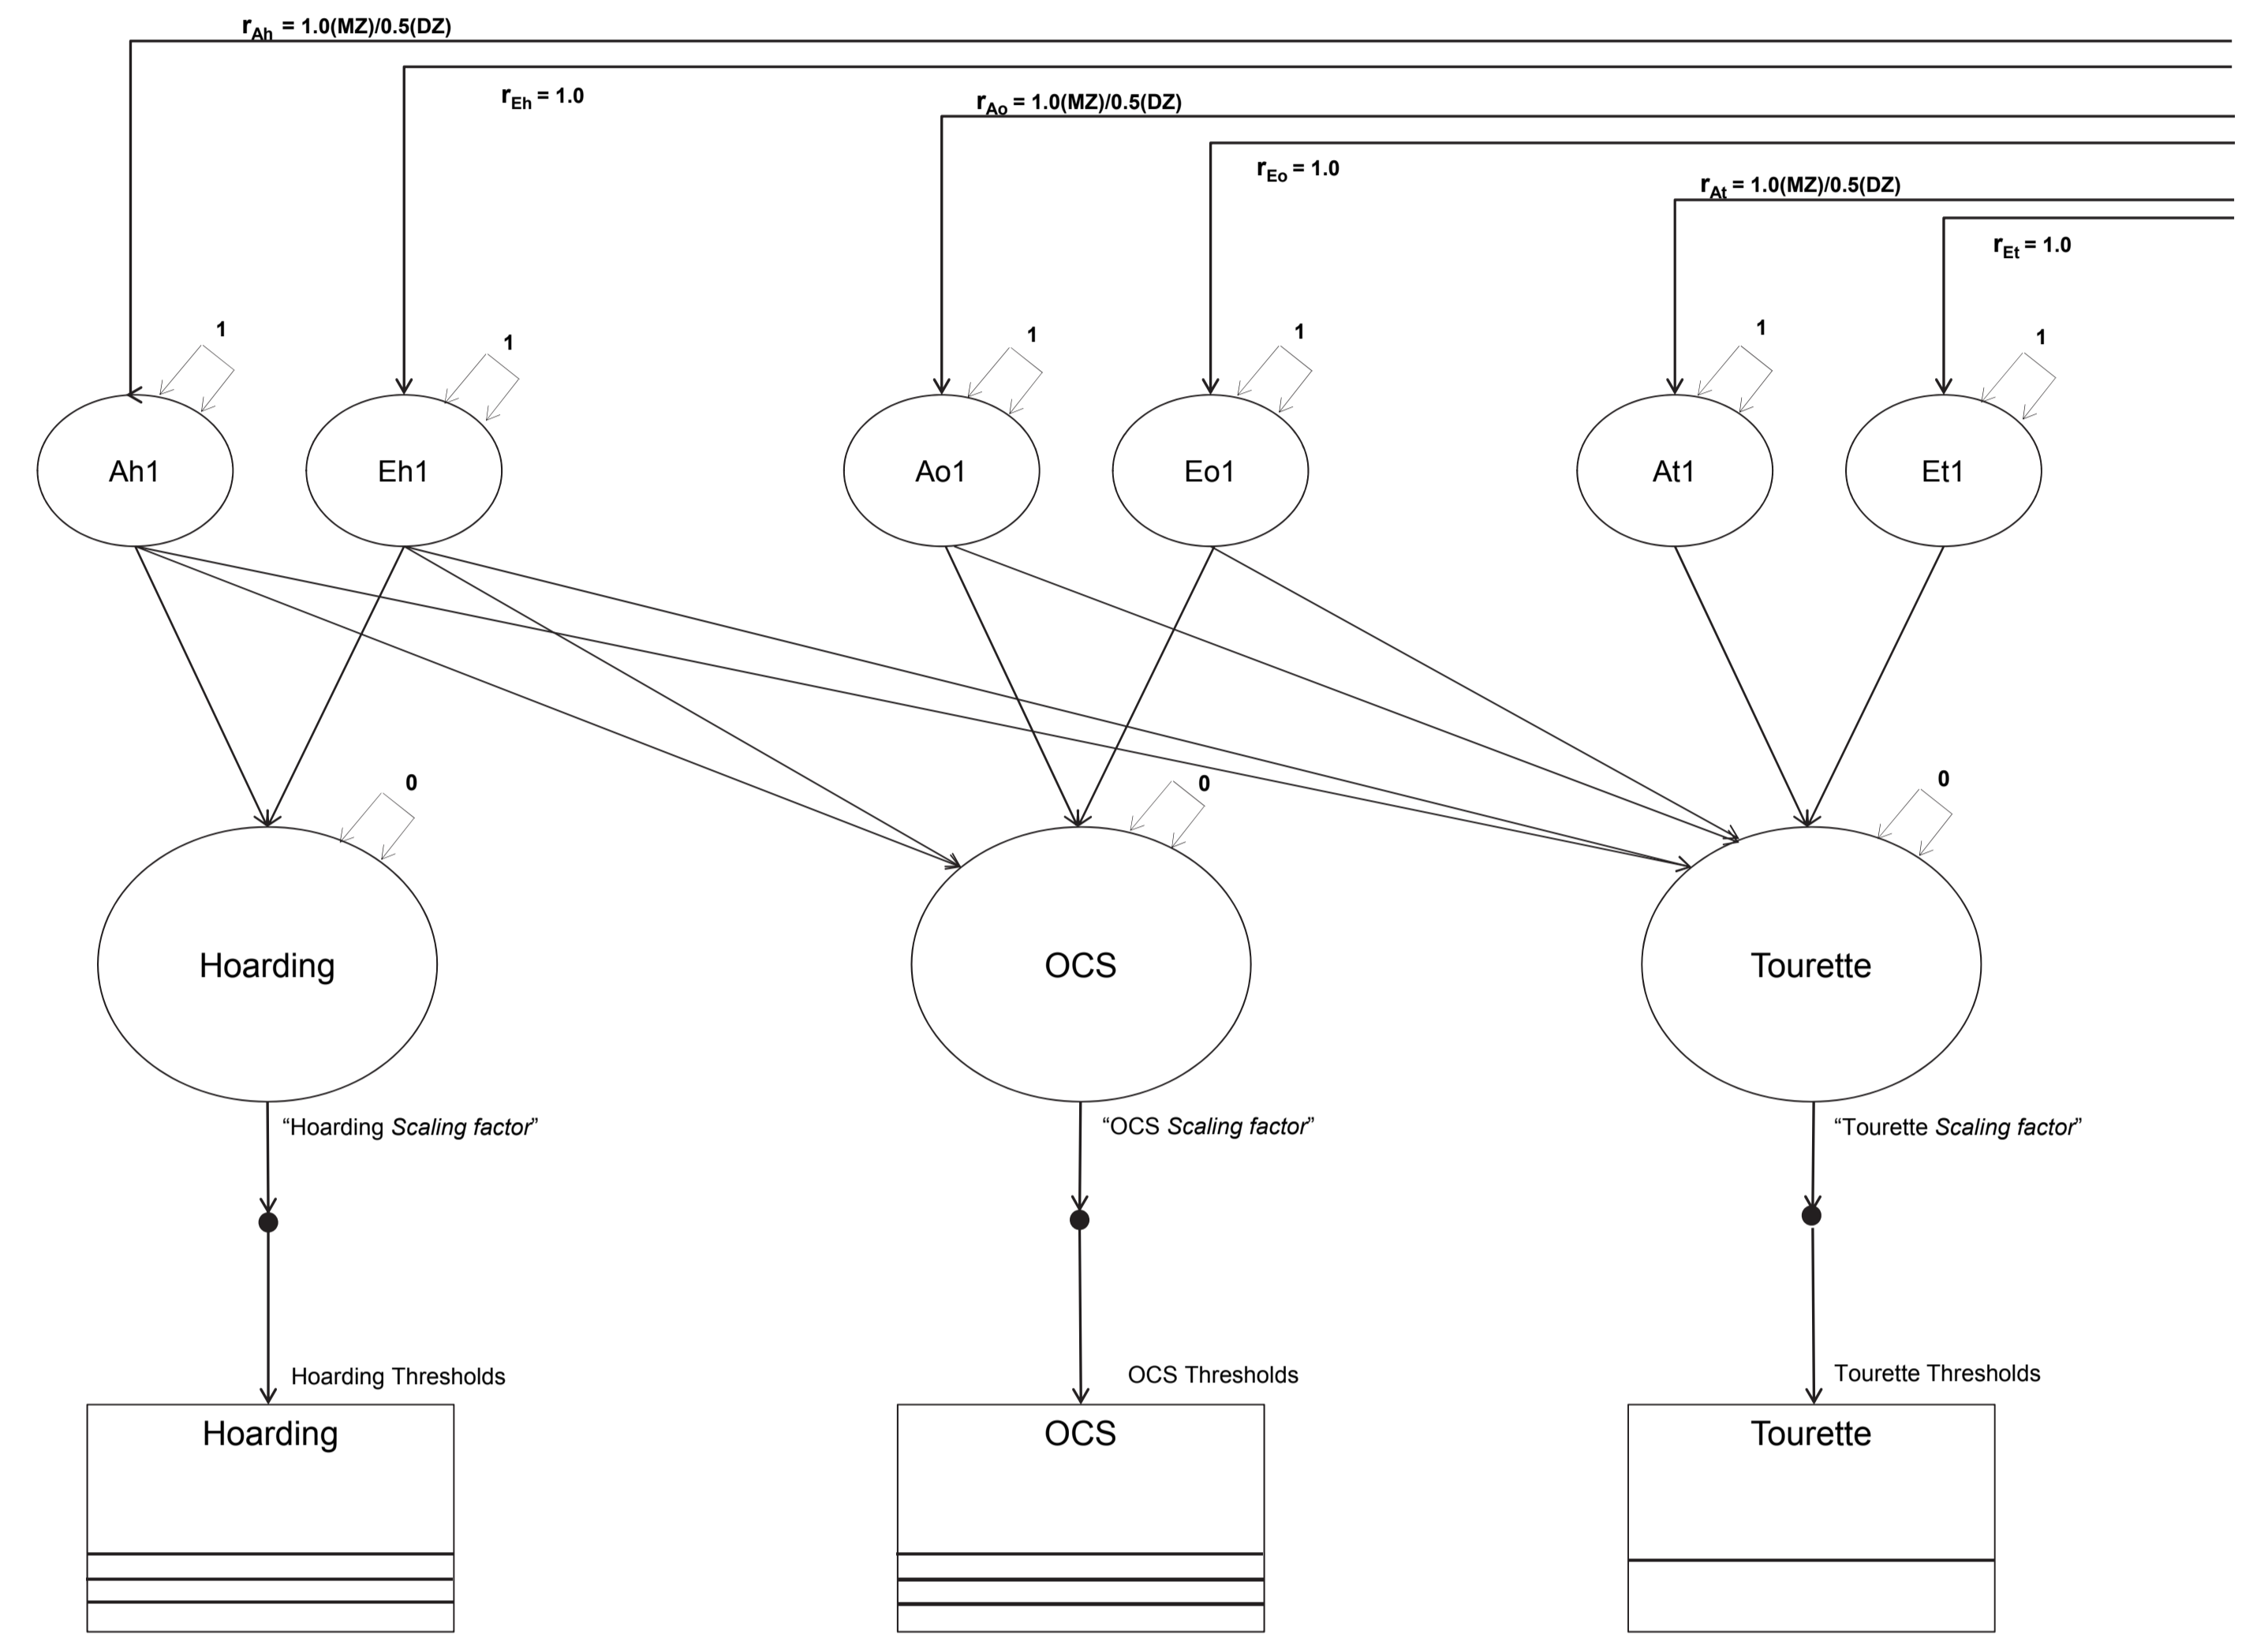 rAh = 1.0(MZ)/0.5(DZ)
rEh = 1.0
rAo = 1.0(MZ)/0.5(DZ)
rEo = 1.0
rAt = 1.0(MZ)/0.5(DZ)
rEt = 1.0
1 1 1 1 1 1
Ah1 Eh1 Ao1 Eo1 At1 Et1
0 0 0
Hoarding OCS Tourette
“Hoarding Scaling factor” “OCS Scaling factor” “Tourette Scaling factor”
Hoarding Thresholds OCS Thresholds Tourette Thresholds
Hoarding OCS Tourette